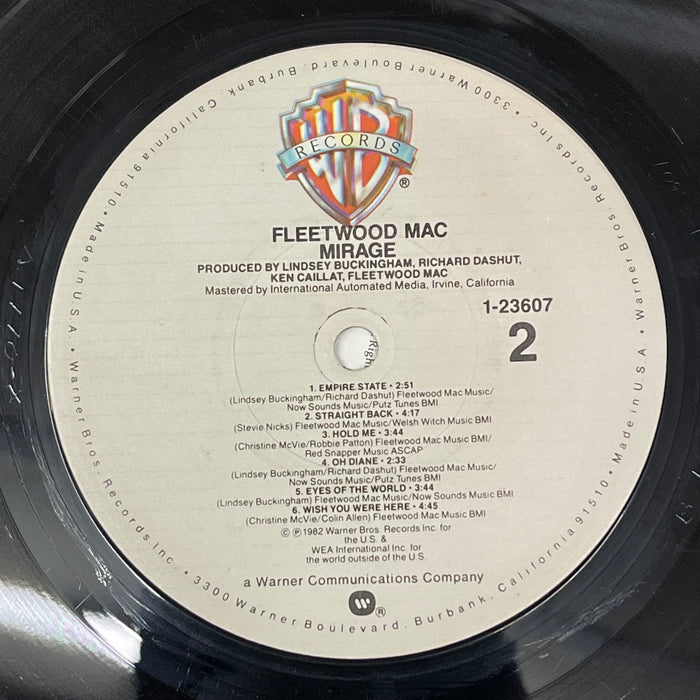 WB
RECORDS
®
FLEETWOOD MAC
MIRAGE
PRODUCED BY LINDSEY BUCKINGHAM, RICHARD DASHUT,
KEN CAILLAT, FLEETWOOD MAC
Mastered by International Automated Media, Irvine, California
1-23607
2
Righ
1. EMPIRE STATE • 2:51
(Lindsey Buckingham/Richard Dashut) Fleetwood Mac Music/
Now Sounds Music/Putz Tunes BMI
2. STRAIGHT BACK • 4:17
(Stevie Nicks) Fleetwood Mac Music/Welsh Witch Music BMI
3. HOLD ME • 3:44
(Christine McVie/Robbie Patton) Fleetwood Mac Music BMI/
Red Snapper Music ASCAP
4. OH DIANE • 2:33
(Lindsey Buckingham/Richard Dashut) Fleetwood Mac Music/
Now Sounds Music/Putz Tunes BMI
5. EYES OF THE WORLD • 3:44
(Lindsey Buckingham) Fleetwood Mac Music/Now Sounds Music BMI
6. WISH YOU WERE HERE • 4:45
(Christine McVie/Colin Allen) Fleetwood Mac Music BMI
© ℗ 1982 Warner Bros. Records Inc. for
the U.S. &
WEA International Inc. for
the world outside of the U.S.
a Warner Communications Company
®
• 3300 Warner Boulevard, Burbank, California 91510 • Made in U.S.A. • Warner Bros. Records Inc. • 3300 Warner Boulevard, Burbank, California 91510 • Made in U.S.A. • Warner Bros. Records Inc.